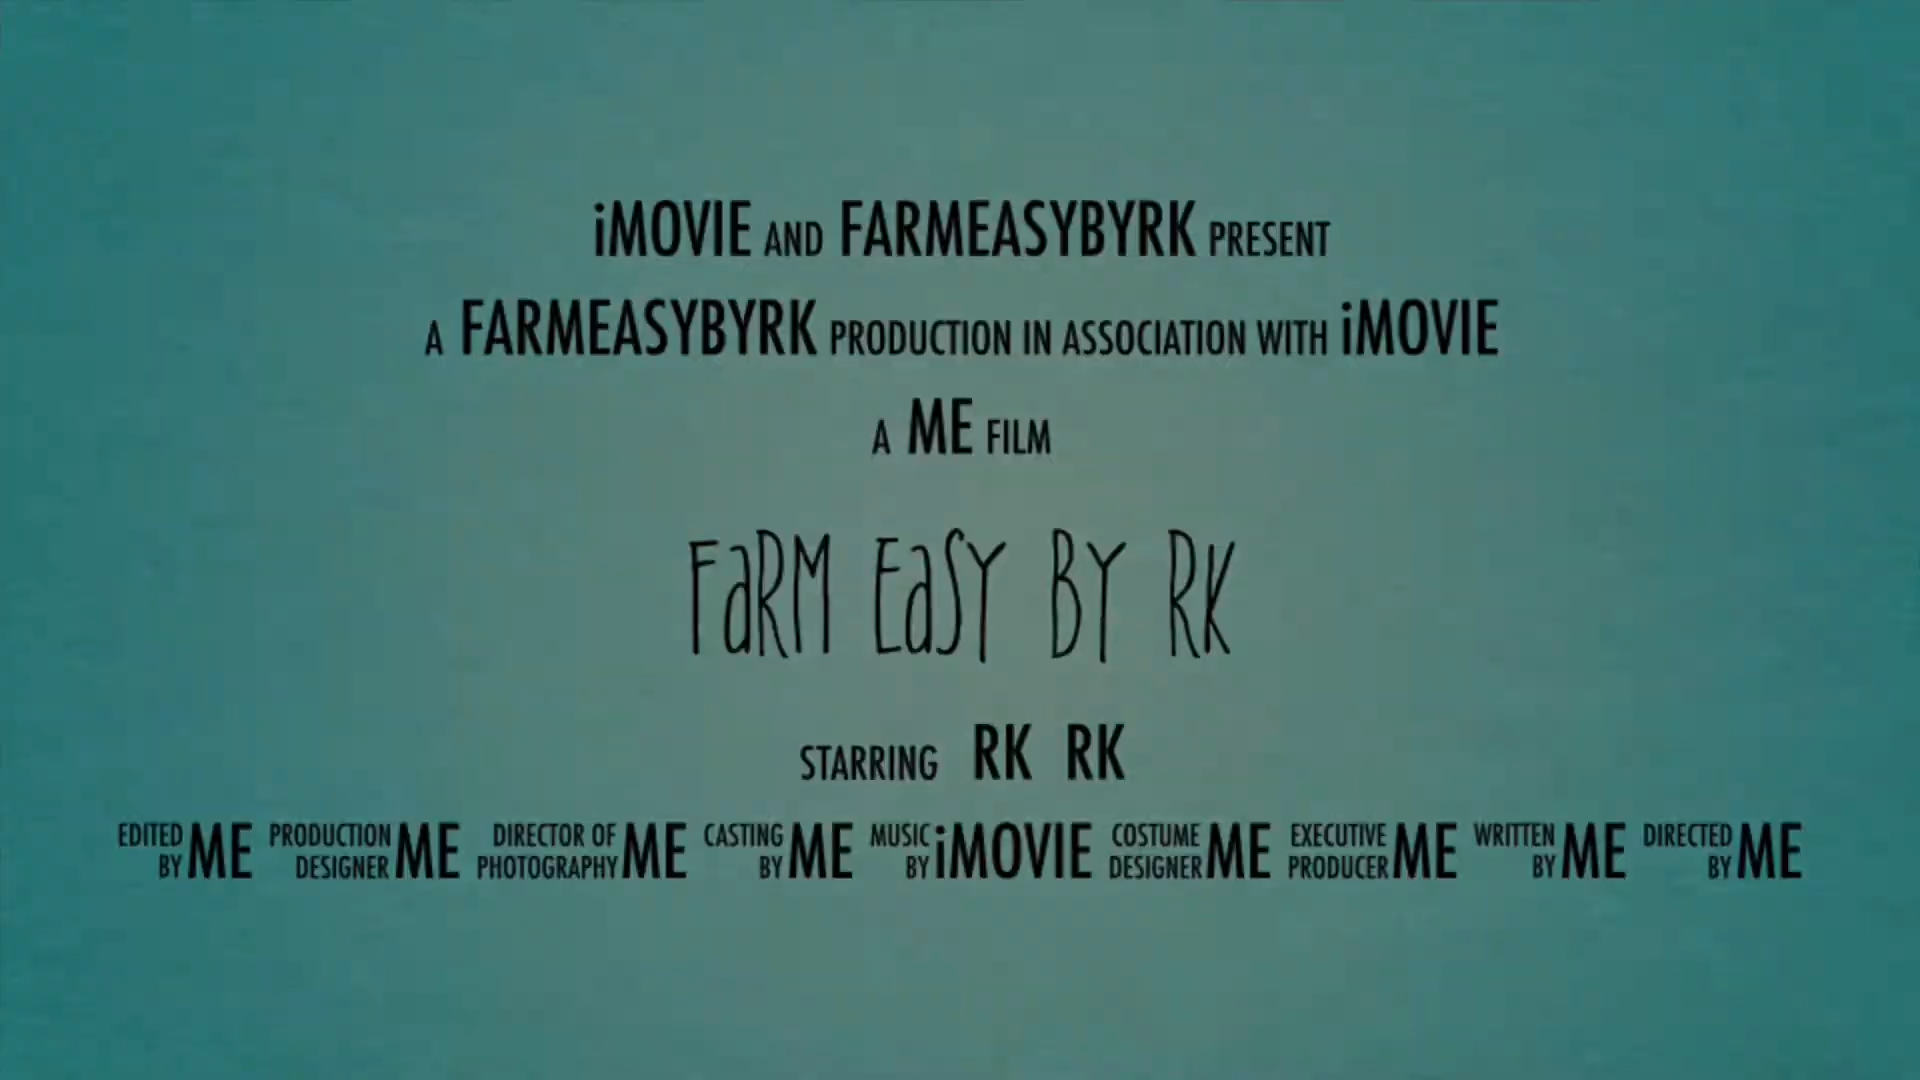 iMOVIE AND FARMEASYBYRK PRESENT
A FARMEASYBYRK PRODUCTION IN ASSOCIATION WITH iMOVIE
A ME FILM
FaRM EaSY BY RK
STARRING RK RK
EDITED BY ME PRODUCTION DESIGNER ME DIRECTOR OF PHOTOGRAPHY ME CASTING BY ME MUSIC BY iMOVIE COSTUME DESIGNER ME EXECUTIVE PRODUCER ME WRITTEN BY ME DIRECTED BY ME